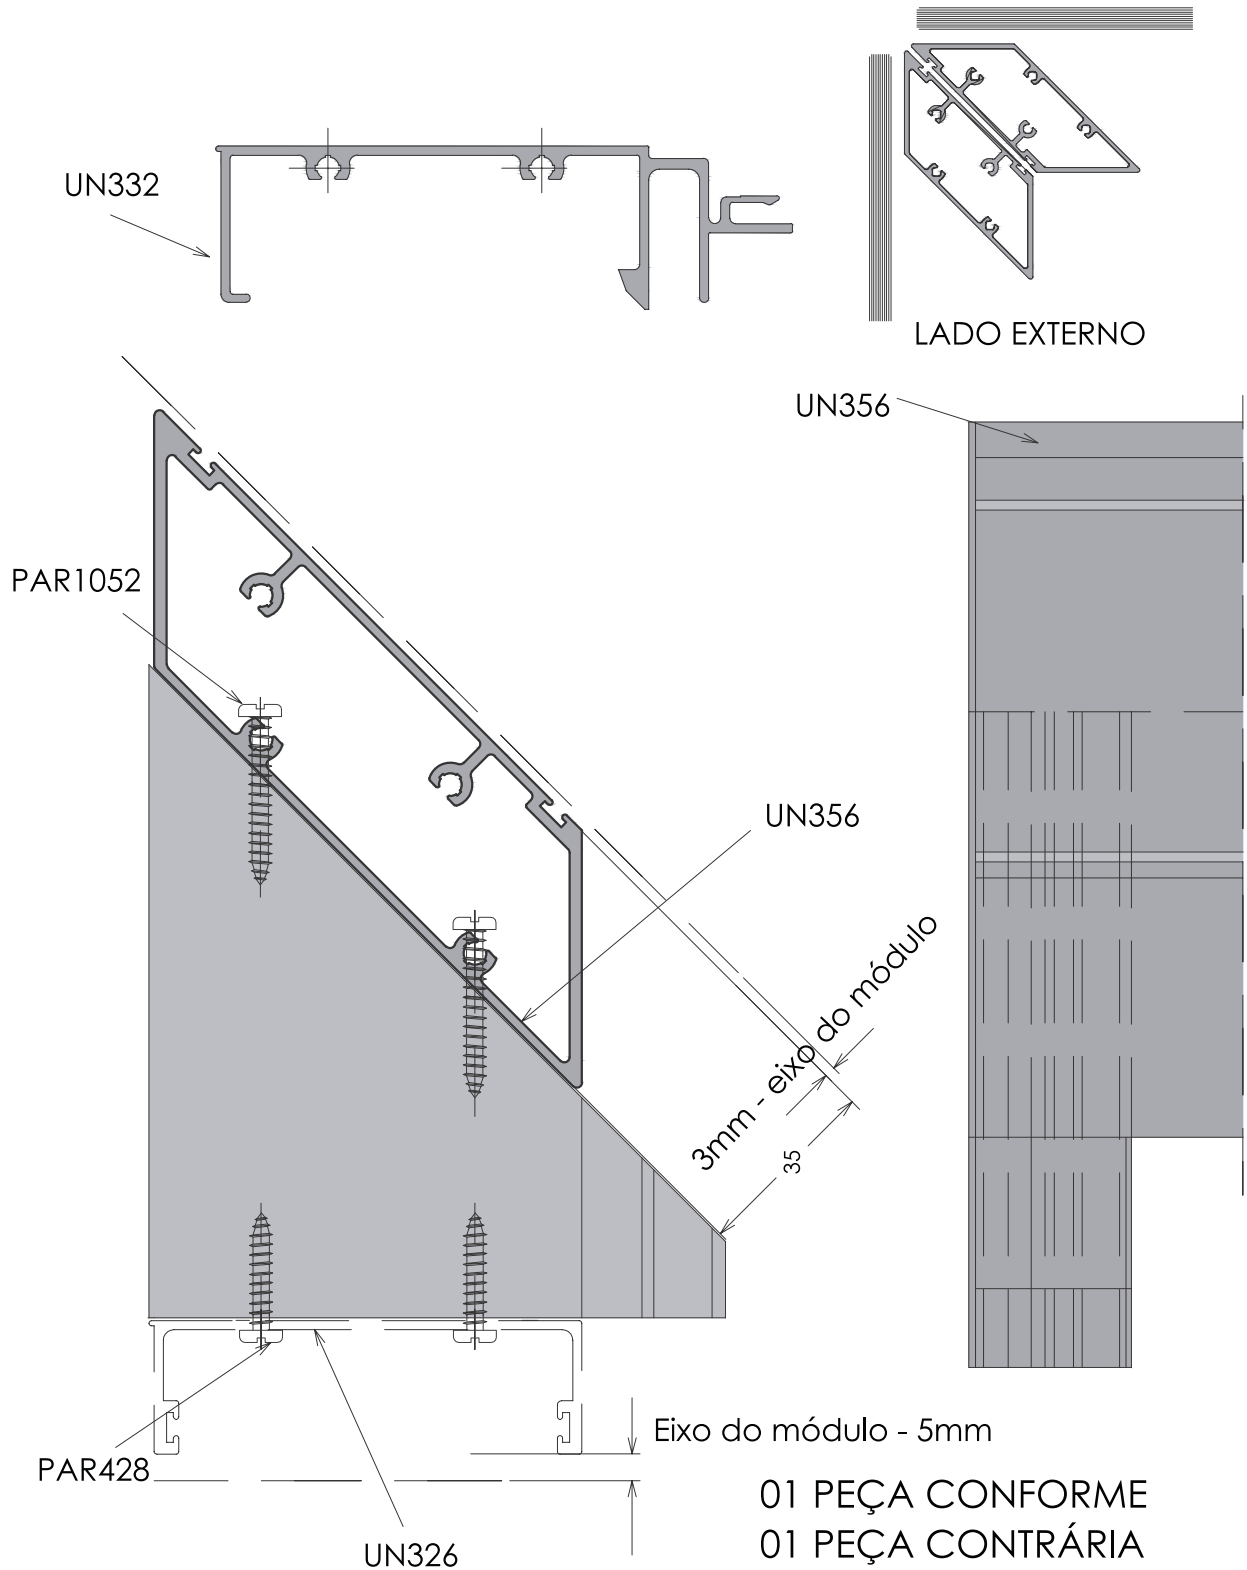 UN332
LADO EXTERNO
UN356
PAR1052
UN356
3mm - eixo do módulo
35
Eixo do módulo - 5mm
PAR428
01 PEÇA CONFORME
01 PEÇA CONTRÁRIA
UN326